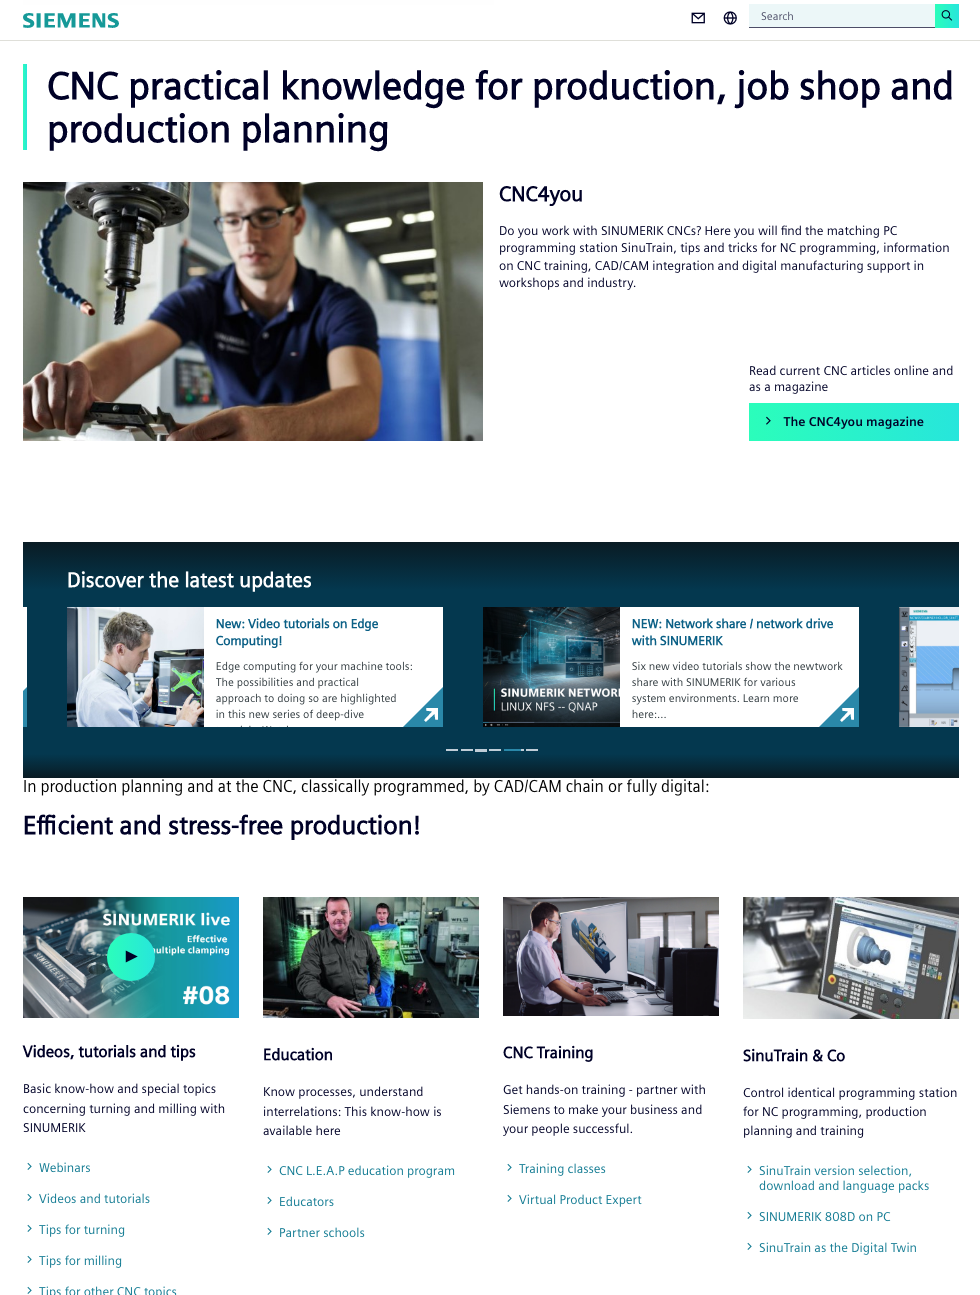 SIEMENS
Search
CNC practical knowledge for production, job shop and
production planning
CNC4you
Do you work with SINUMERIK CNCs? Here you will find the matching PC
programming station SinuTrain, tips and tricks for NC programming, information
on CNC training, CAD/CAM integration and digital manufacturing support in
workshops and industry.
Read current CNC articles online and
as a magazine
The CNC4you magazine
Discover the latest updates
New: Video tutorials on Edge
Computing!
Edge computing for your machine tools:
The possibilities and practical
approach to doing so are highlighted
in this new series of deep-dive
SINUMERIK NETWOR
LINUX NFS -- QNAP
NEW: Network share / network drive
with SINUMERIK
Six new video tutorials show the newtwork
share with SINUMERIK for various
system environments. Learn more
here:...
In production planning and at the CNC, classically programmed, by CAD/CAM chain or fully digital:
Efficient and stress-free production!
SINUMERIK live
Effective
multiple clamping
#08
Videos, tutorials and tips
Basic know-how and special topics
concerning turning and milling with
SINUMERIK
Webinars
Videos and tutorials
Tips for turning
Tips for milling
Tips for other CNC topics
Education
Know processes, understand
interrelations: This know-how is
available here
CNC L.E.A.P education program
Educators
Partner schools
CNC Training
Get hands-on training - partner with
Siemens to make your business and
your people successful.
Training classes
Virtual Product Expert
SinuTrain & Co
Control identical programming station
for NC programming, production
planning and training
SinuTrain version selection,
download and language packs
SINUMERIK 808D on PC
SinuTrain as the Digital Twin